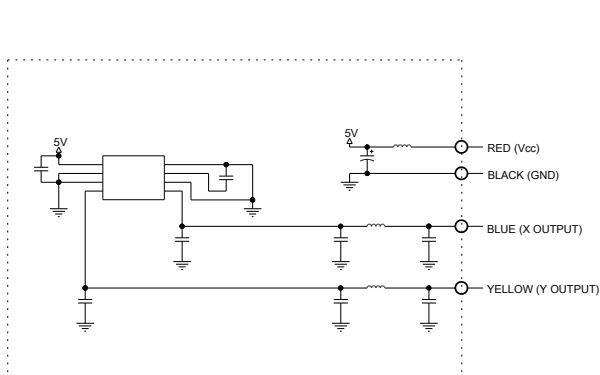 5V
5V
RED (Vcc)
BLACK (GND)
BLUE (X OUTPUT)
YELLOW (Y OUTPUT)